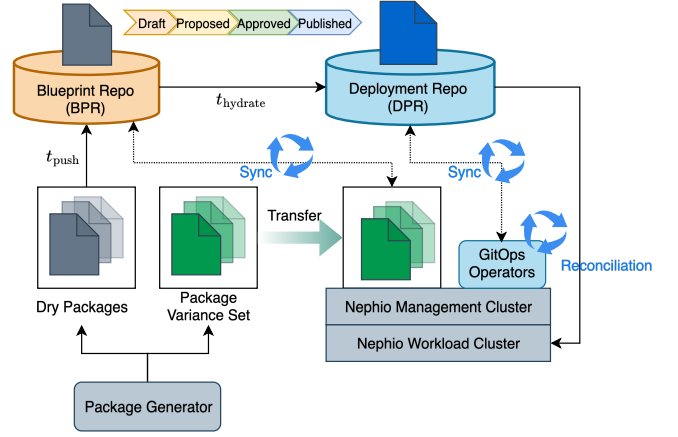 Draft
Proposed
Approved
Published
Blueprint Repo
(BPR)
t_hydrate
Deployment Repo
(DPR)
t_push
Sync
Sync
Transfer
GitOps
Operators
Reconciliation
Dry Packages
Package
Variance Set
Nephio Management Cluster
Nephio Workload Cluster
Package Generator